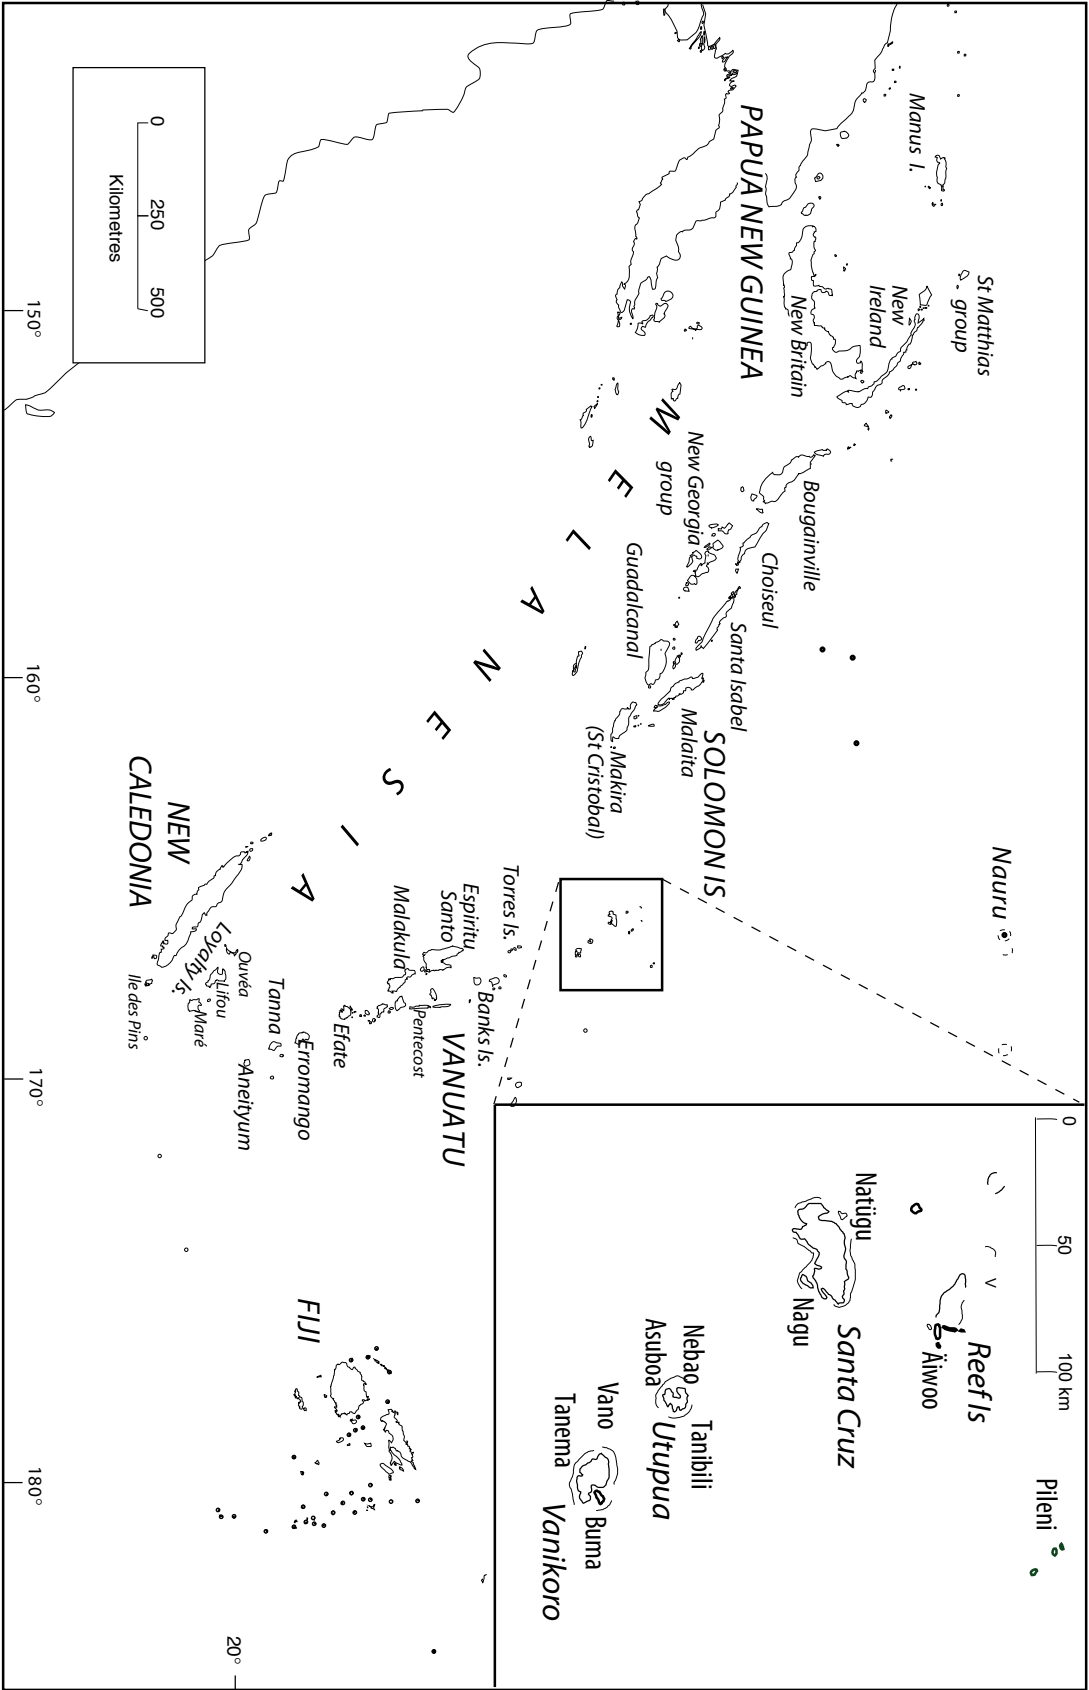 Manus I.
St Matthias
group
New
Ireland
PAPUA NEW GUINEA
New Britain
Bougainville
Choiseul
New Georgia
group
Santa Isabel
Guadalcanal
Malaita
SOLOMON IS
Makira
(St Cristobal)
Nauru
MELANESIA
Torres Is.
Banks Is.
Espiritu
Santo
Malakula
Pentecost
VANUATU
Efate
Erromango
Tanna
Aneityum
NEW
CALEDONIA
Loyalty Is.
Ouvéa
Lifou
Maré
Ile des Pins
FIJI
0 250 500
Kilometres
150°
160°
170°
180°
20°
0 50 100 km
Pileni
Reef Is
Äiwoo
Natügu
Santa Cruz
Nagu
Nebao
Tanibili
Asuboa
Utupua
Vano
Buma
Tanema
Vanikoro